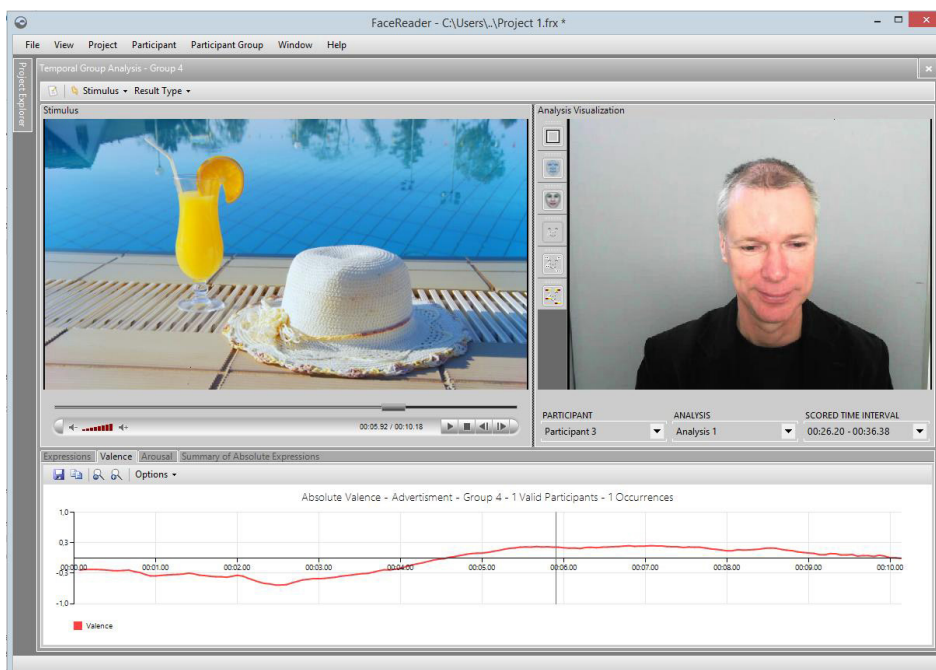 FaceReader - C:\Users\..\Project 1.frx *
File View Project Participant Participant Group Window Help
Project Explorer
Temporal Group Analysis - Group 4
Stimulus Result Type
Stimulus
Analysis Visualization
00:05.92 / 00:10.18
PARTICIPANT ANALYSIS SCORED TIME INTERVAL
Participant 3 Analysis 1 00:26.20 - 00:36.38
Expressions Valence Arousal Summary of Absolute Expressions
Options
Absolute Valence - Advertisment - Group 4 - 1 Valid Participants - 1 Occurrences
1.0
0.3
00:00.00 00:01.00 00:02.00 00:03.00 00:04.00 00:05.00 00:06.00 00:07.00 00:08.00 00:09.00 00:10.00
-0.3
-1.0
Valence